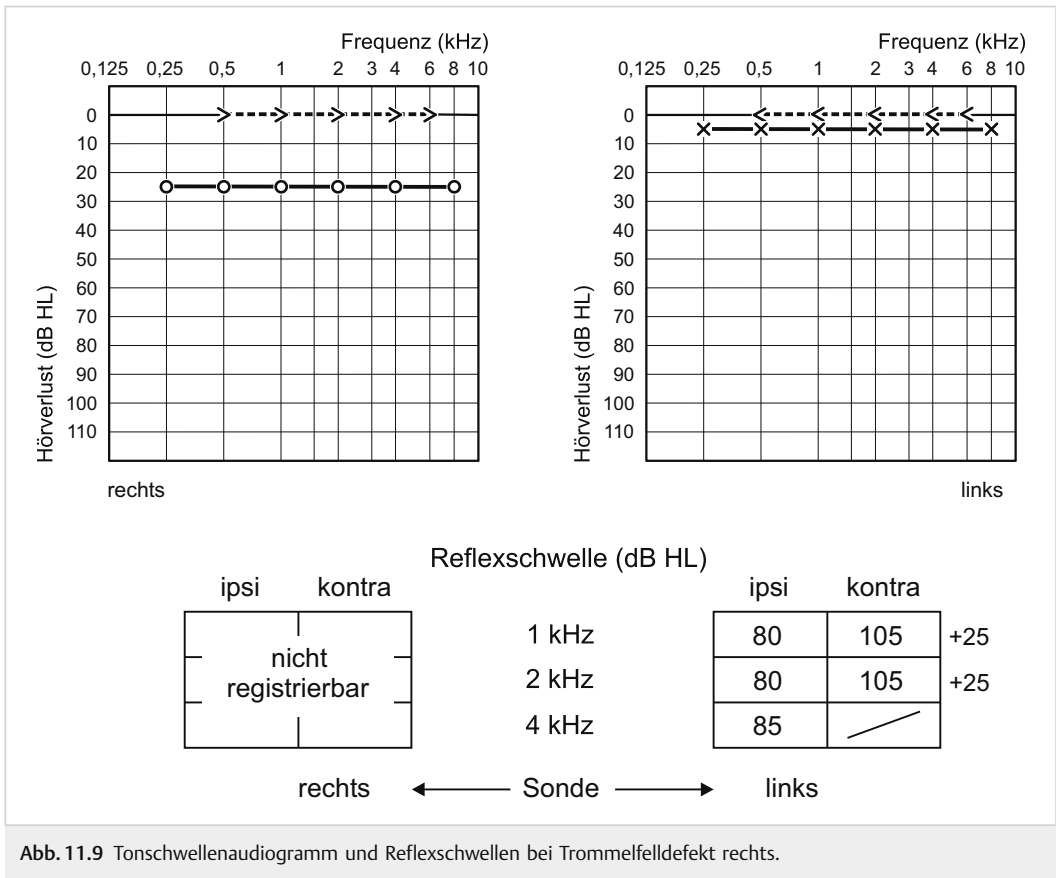 Frequenz (kHz)
0,125 0,25 0,5 1 2 3 4 6 8 10
0
10
20
30
40
50
60
70
80
90
100
110
Hörverlust (dB HL)
rechts
Frequenz (kHz)
0,125 0,25 0,5 1 2 3 4 6 8 10
0
10
20
30
40
50
60
70
80
90
100
110
Hörverlust (dB HL)
links
Reflexschwelle (dB HL)
ipsi kontra
nicht
registrierbar
1 kHz
2 kHz
4 kHz
ipsi kontra
80 105 +25
80 105 +25
85
rechts Sonde links
Abb. 11.9 Tonschwellenaudiogramm und Reflexschwellen bei Trommelfelldefekt rechts.